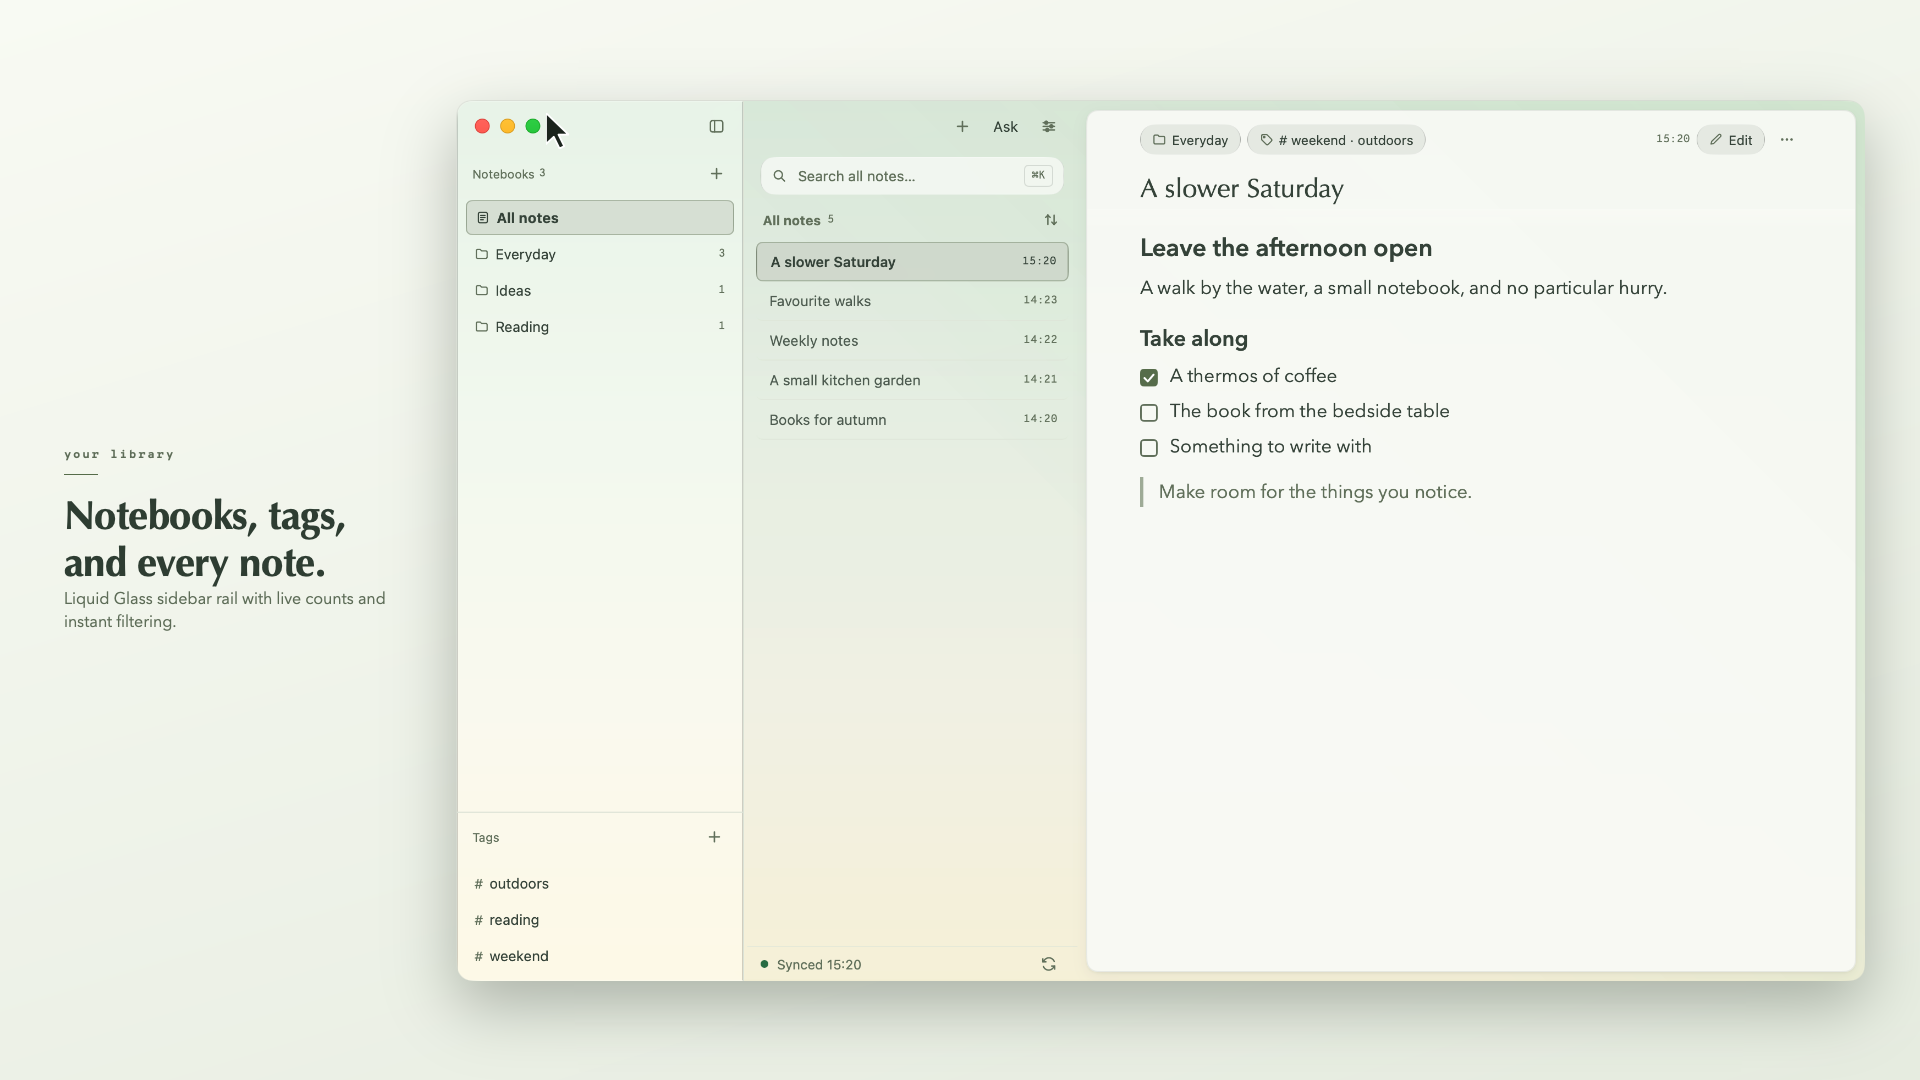 your library
Notebooks, tags,
and every note.
Liquid Glass sidebar rail with live counts and
instant filtering.
Notebooks 3
All notes
Everyday 3
Ideas 1
Reading 1
Tags
# outdoors
# reading
# weekend
Ask
Search all notes... ⌘K
All notes 5
A slower Saturday 15:20
Favourite walks 14:23
Weekly notes 14:22
A small kitchen garden 14:21
Books for autumn 14:20
Synced 15:20
Everyday # weekend · outdoors 15:20 Edit
A slower Saturday
Leave the afternoon open
A walk by the water, a small notebook, and no particular hurry.
Take along
A thermos of coffee
The book from the bedside table
Something to write with
Make room for the things you notice.